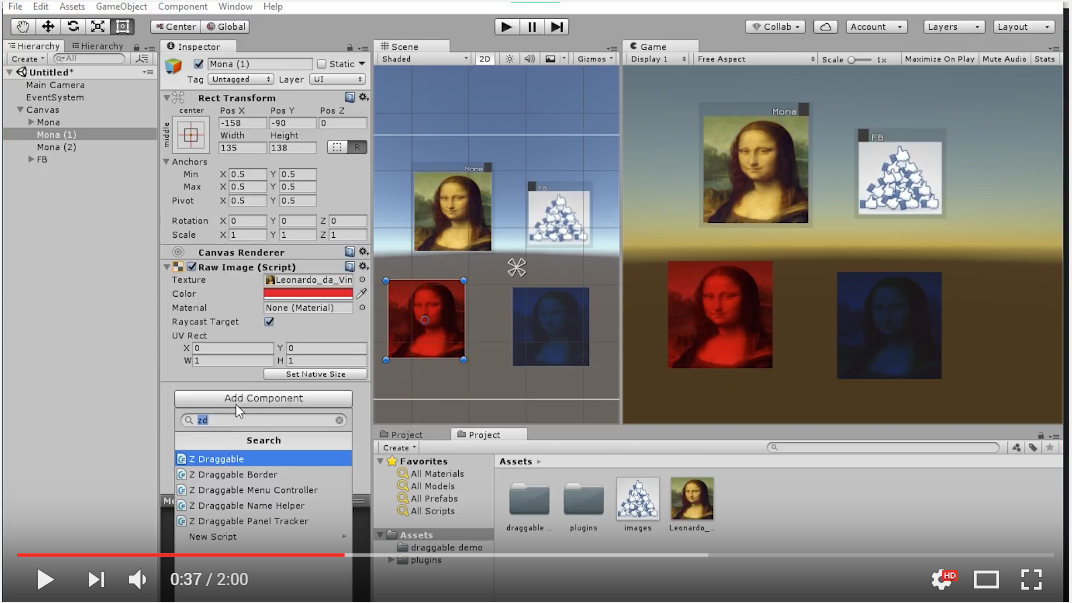 File Edit Assets GameObject Component Window Help
Center Global Collab Account Layers Layout
Hierarchy Hierarchy
Create All
Untitled*
Main Camera
EventSystem
Canvas
Mona
Mona (1)
Mona (2)
FB
Inspector
Mona (1) Static
Tag Untagged Layer UI
Rect Transform
center Pos X Pos Y Pos Z
middle -158 -90 0
Width Height
135 138 R
Anchors
Min X 0.5 Y 0.5
Max X 0.5 Y 0.5
Pivot X 0.5 Y 0.5
Rotation X 0 Y 0 Z 0
Scale X 1 Y 1 Z 1
Canvas Renderer
Raw Image (Script)
Texture Leonardo_da_Vin
Color
Material None (Material)
Raycast Target
UV Rect
X 0 Y 0
W 1 H 1
Set Native Size
Add Component
zd
Search
Z Draggable
Z Draggable Border
Z Draggable Menu Controller
Z Draggable Name Helper
Z Draggable Panel Tracker
New Script
Scene
Shaded 2D Gizmos
Mona
FB
Game
Display 1 Free Aspect Scale 1x Maximize On Play Mute Audio Stats
Mona
FB
Project Project
Create
Favorites
All Materials
All Models
All Prefabs
All Scripts
Assets
draggable demo
plugins
Assets
draggable... plugins images Leonardo_...
0:37 / 2:00
HD